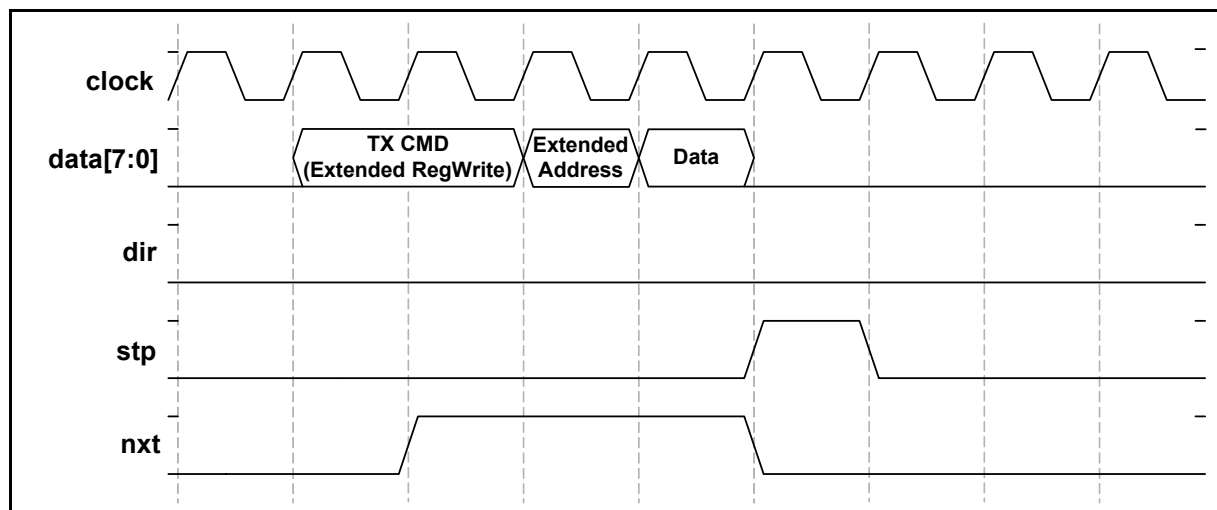 clock
data[7:0]
TX CMD
(Extended RegWrite)
Extended
Address
Data
dir
stp
nxt